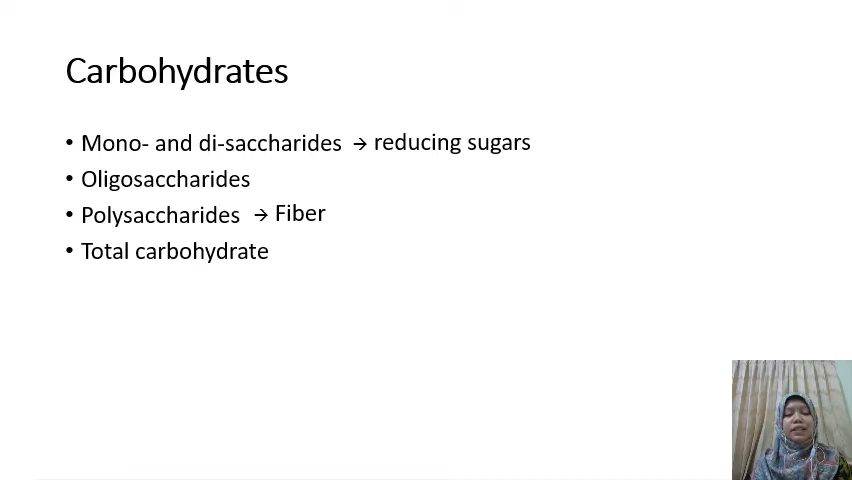 Carbohydrates
• Mono- and di-saccharides → reducing sugars
• Oligosaccharides
• Polysaccharides → Fiber
• Total carbohydrate